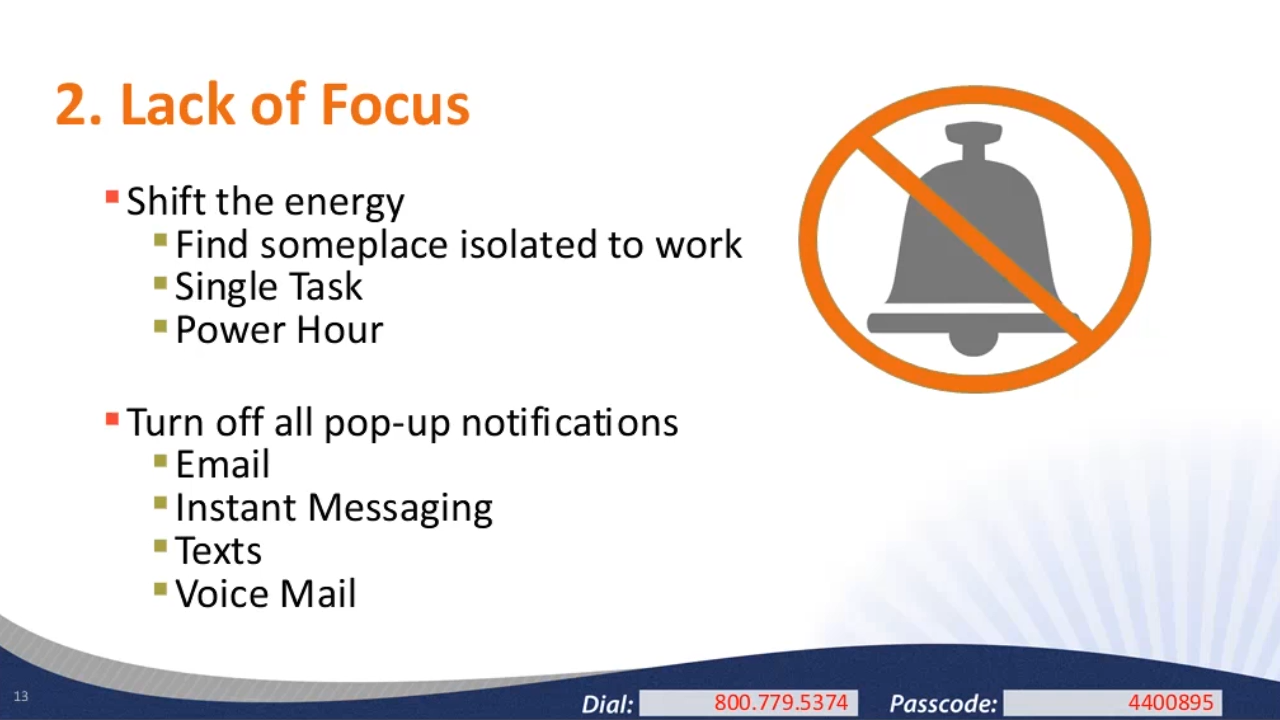 2. Lack of Focus
Shift the energy
Find someplace isolated to work
Single Task
Power Hour
Turn off all pop-up notifications
Email
Instant Messaging
Texts
Voice Mail
13
Dial: 800.779.5374 Passcode: 4400895